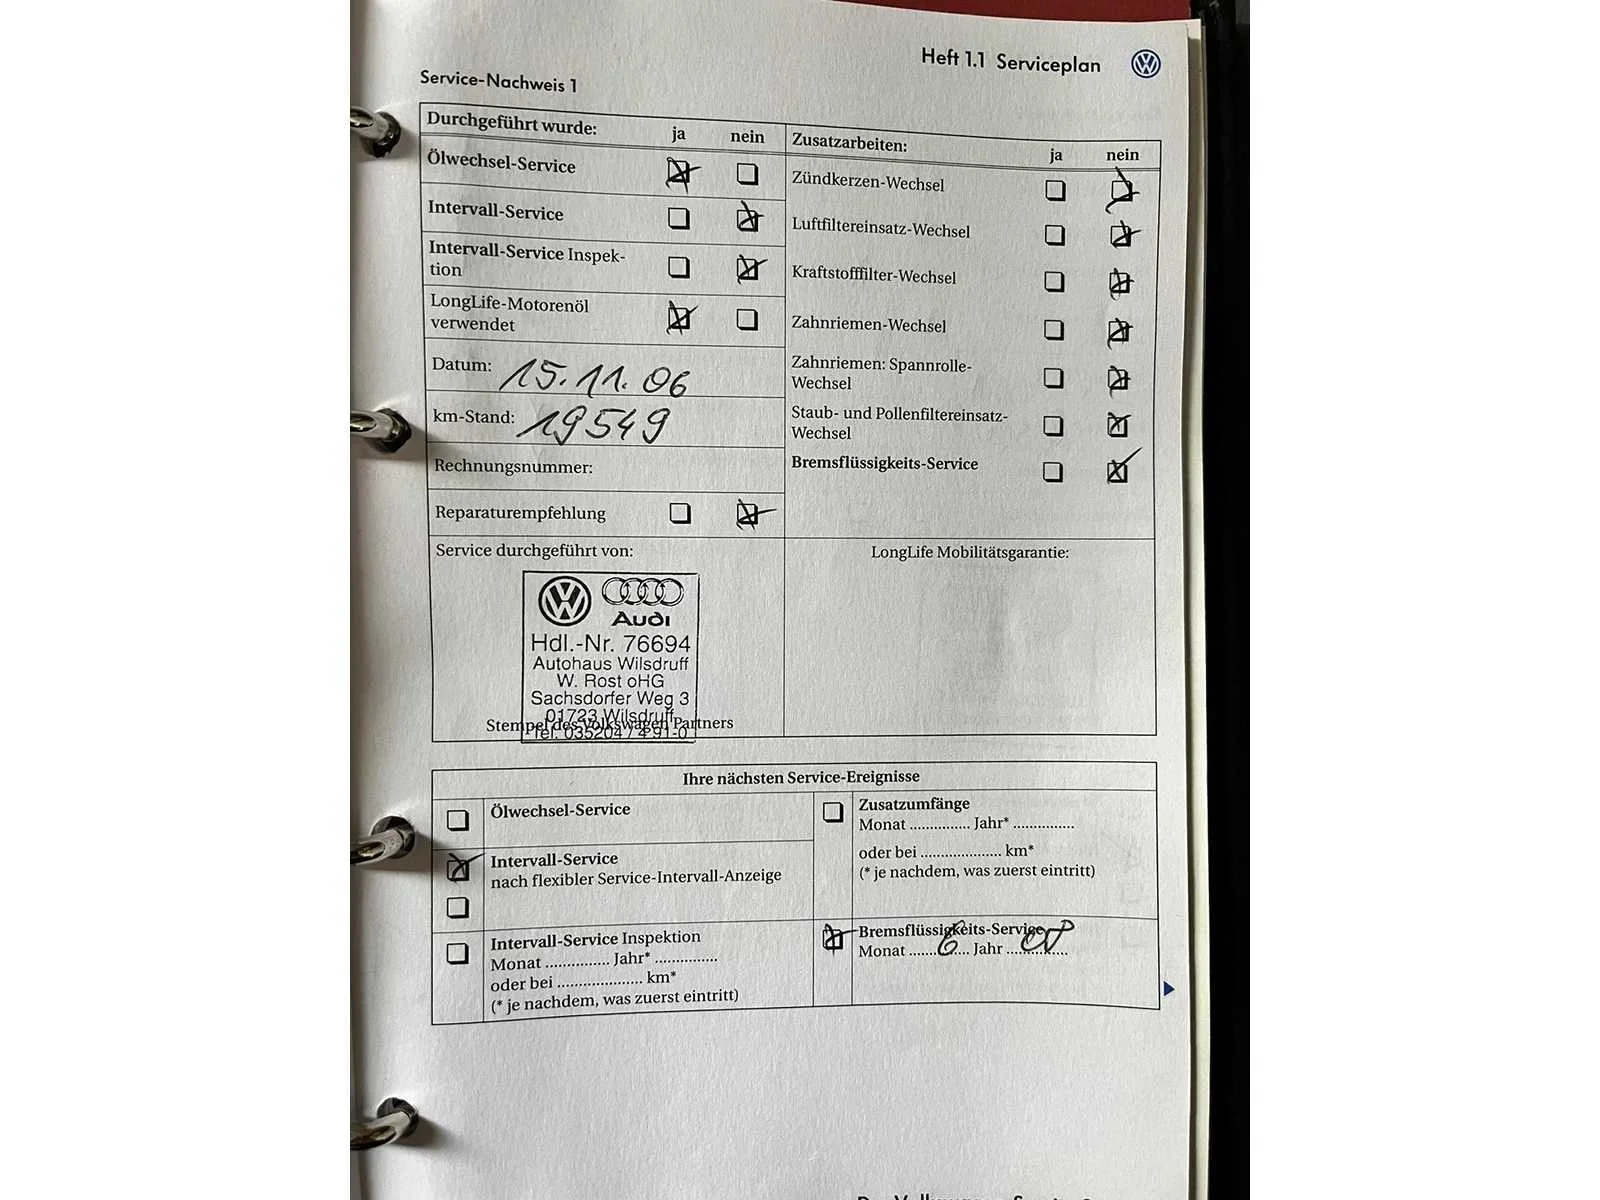 Heft 1.1 Serviceplan
Service-Nachweis 1
Durchgeführt wurde: ja nein
Ölwechsel-Service
Intervall-Service
Intervall-Service Inspek-
tion
LongLife-Motorenöl
verwendet
Datum: 15.11.06
km-Stand: 19549
Rechnungsnummer:
Reparaturempfehlung
Zusatzarbeiten: ja nein
Zündkerzen-Wechsel
Luftfiltereinsatz-Wechsel
Kraftstofffilter-Wechsel
Zahnriemen-Wechsel
Zahnriemen: Spannrolle-
Wechsel
Staub- und Pollenfiltereinsatz-
Wechsel
Bremsflüssigkeits-Service
Service durchgeführt von:
Audi
Hdl.-Nr. 76694
Autohaus Wilsdruff
W. Rost oHG
Sachsdorfer Weg 3
01723 Wilsdruff
Stempel des Volkswagen Partners
Tel. 035204 / 4 91-0
LongLife Mobilitätsgarantie:
Ihre nächsten Service-Ereignisse
Ölwechsel-Service
Intervall-Service
nach flexibler Service-Intervall-Anzeige
Intervall-Service Inspektion
Monat ............... Jahr* ...............
oder bei .................... km*
(* je nachdem, was zuerst eintritt)
Zusatzumfänge
Monat ............... Jahr* ...............
oder bei .................... km*
(* je nachdem, was zuerst eintritt)
Bremsflüssigkeits-Service
Monat 6 Jahr